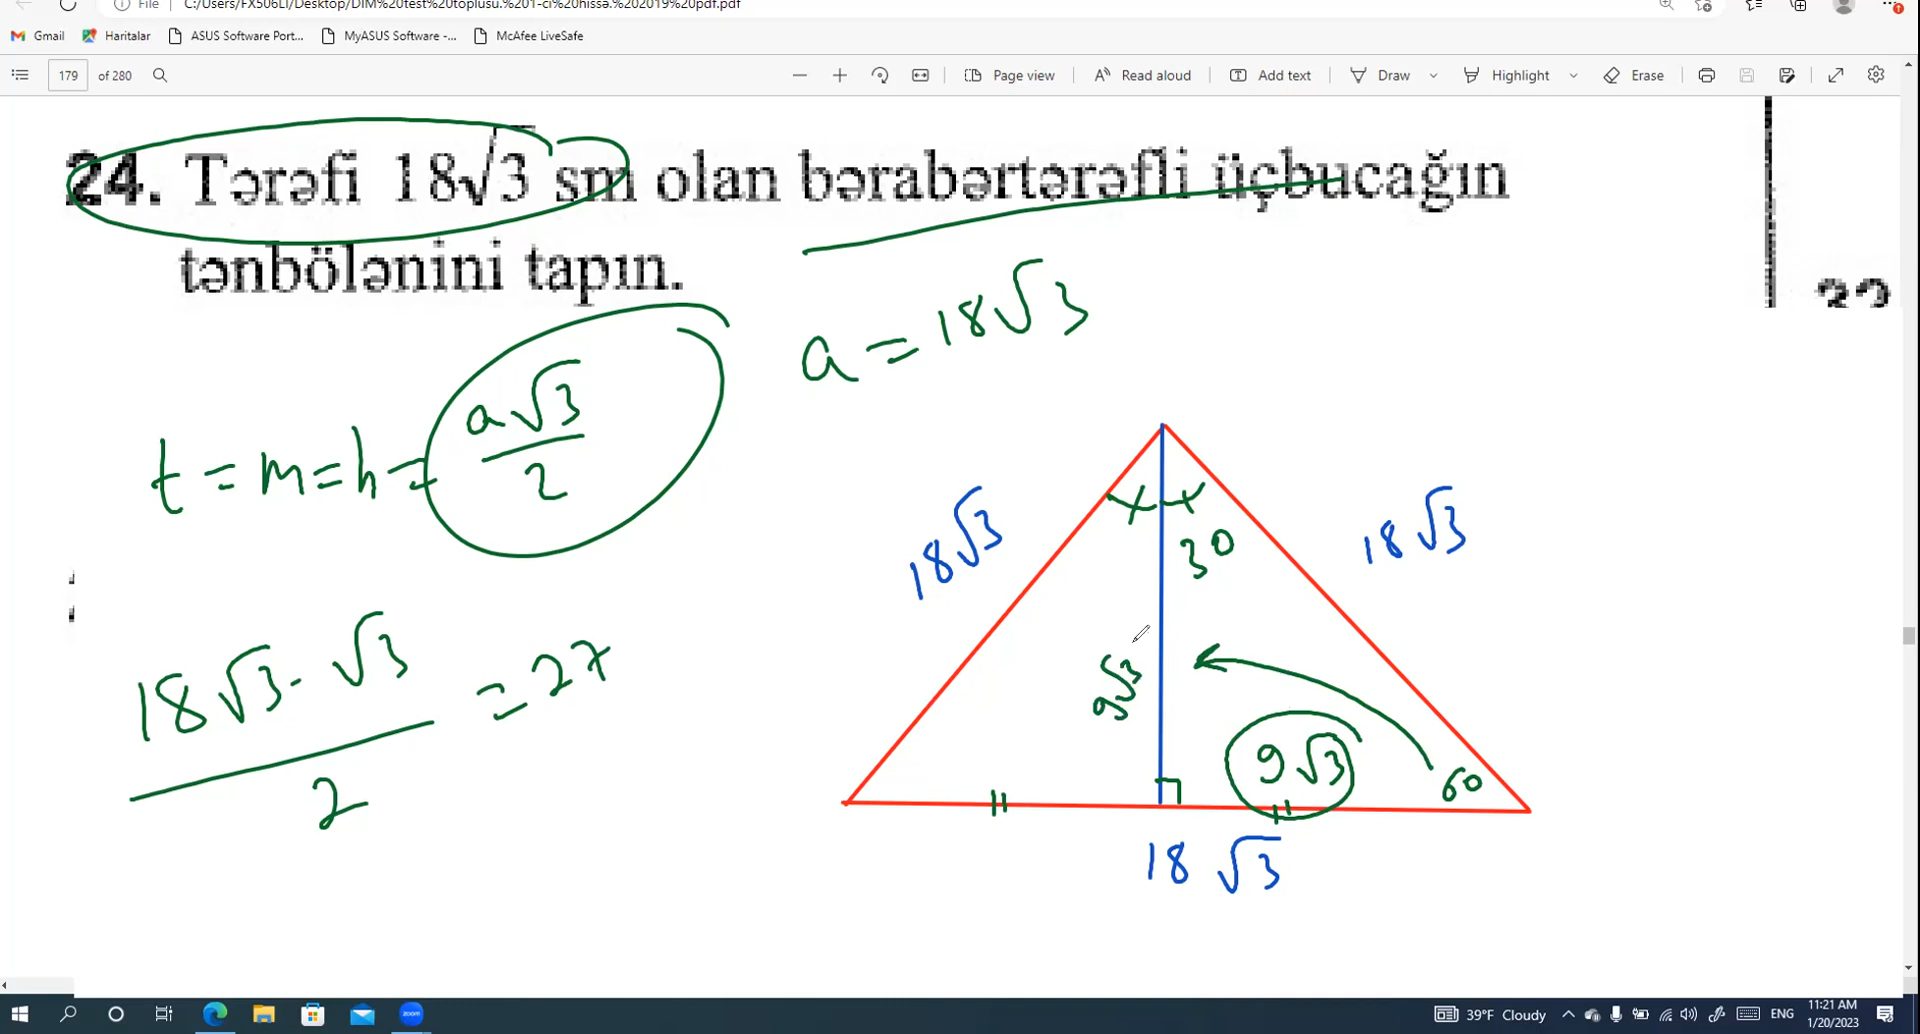 File
C:/Users/FX506LI/Desktop/DİM%20test%20toplusu.%201-ci%20hissə.%202019%20pdf.pdf
Gmail Haritalar ASUS Software Port... MyASUS Software -... McAfee LiveSafe
179 of 280 Page view Read aloud Add text Draw Highlight Erase
24. Tərəfi 18√3 sm olan bərabərtərəfli üçbucağın
tənbölənini tapın.
a = 18√3
t = m = h = a√3/2
18√3 18√3
30
18√3 · √3 / 2 = 27
9√3
9√3
60
18√3
zoom
39°F Cloudy ENG 11:21 AM
1/20/2023